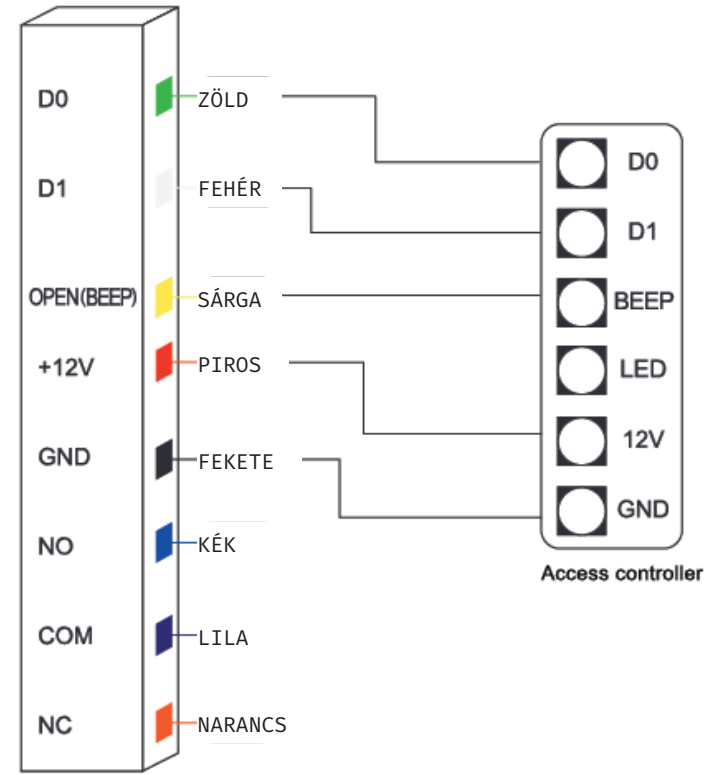 D0 ZÖLD
D1 FEHÉR
OPEN(BEEP) SÁRGA
+12V PIROS
GND FEKETE
NO KÉK
COM LILA
NC NARANCS
D0
D1
BEEP
LED
12V
GND
Access controller